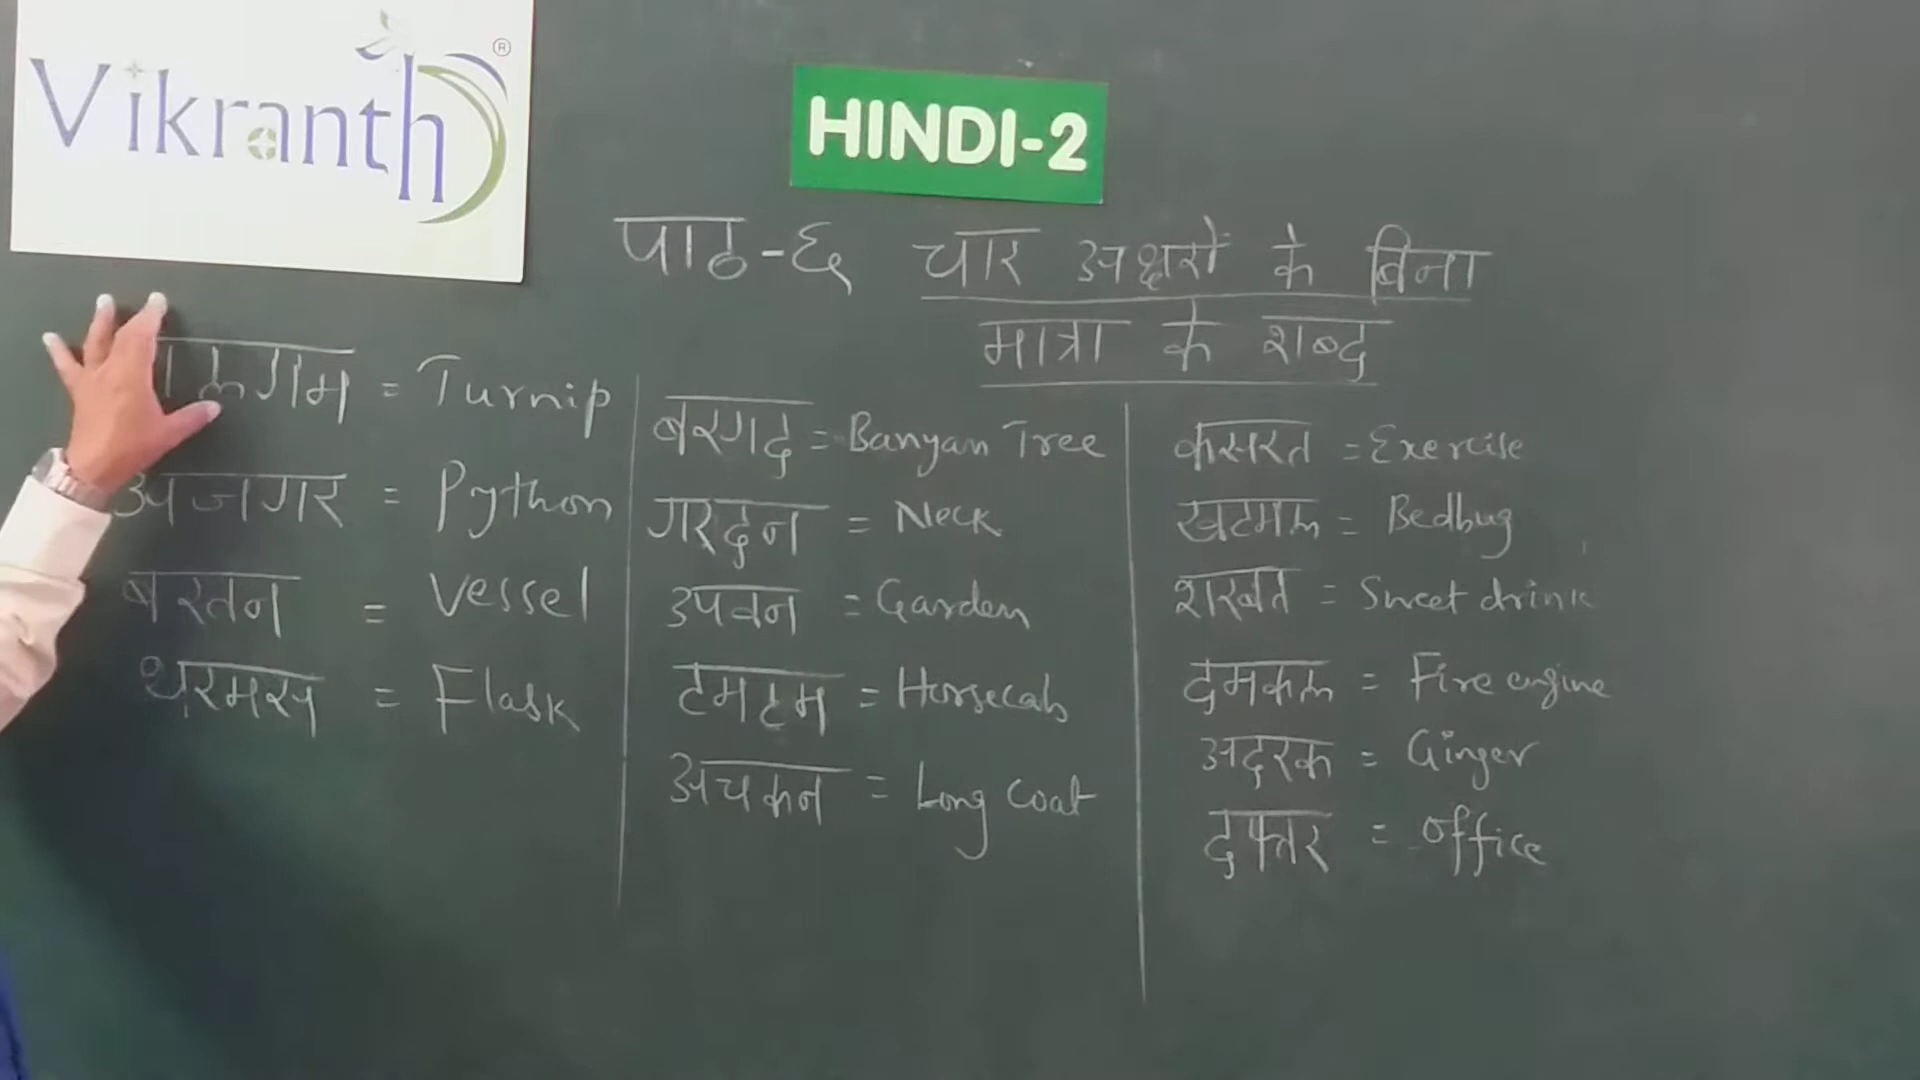 Vikranth ®
HINDI-2
पाठ-६ चार अक्षरों के बिना
मात्रा के शब्द
= Turnip
अजगर = Python
बरतन = Vessel
थरमस = Flask
बरगद = Banyan Tree
गरदन = Neck
उपवन = Garden
टमटम = Horsecab
अचकन = Long Coat
कसरत = Exercise
खटमल = Bedbug
शरबत = Sweet drink
दमकल = Fire engine
अदरक = Ginger
दफ्तर = office